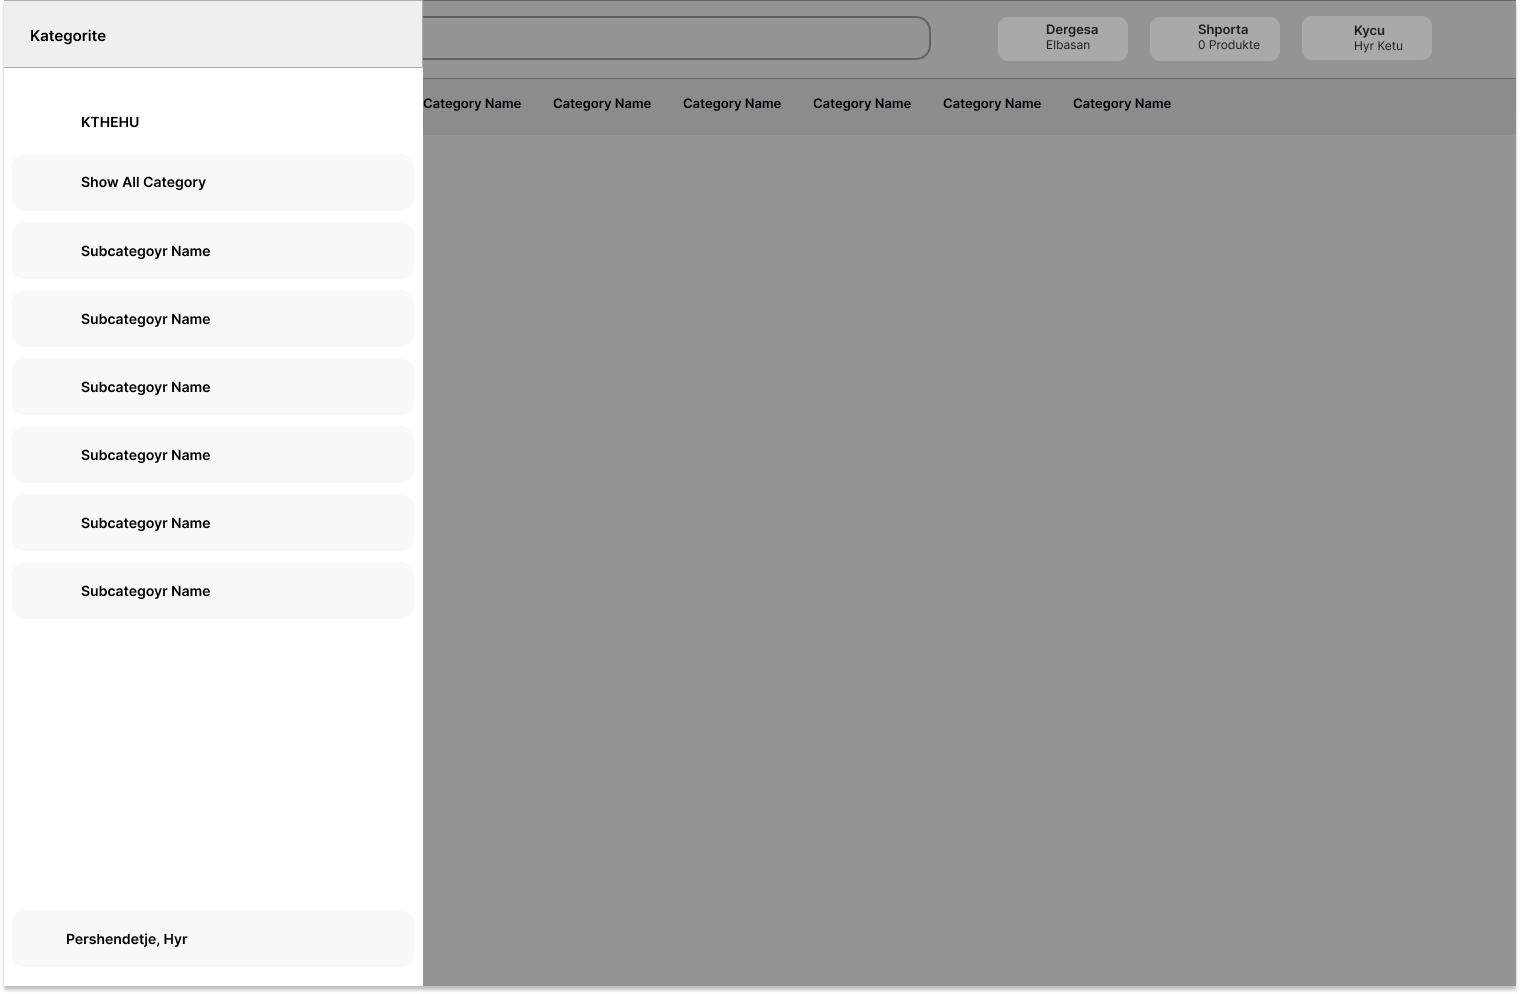 Kategorite
Dergesa
Elbasan
Shporta
0 Produkte
Kycu
Hyr Ketu
Category Name Category Name Category Name Category Name Category Name Category Name
KTHEHU
Show All Category
Subcategoyr Name
Subcategoyr Name
Subcategoyr Name
Subcategoyr Name
Subcategoyr Name
Subcategoyr Name
Pershendetje, Hyr